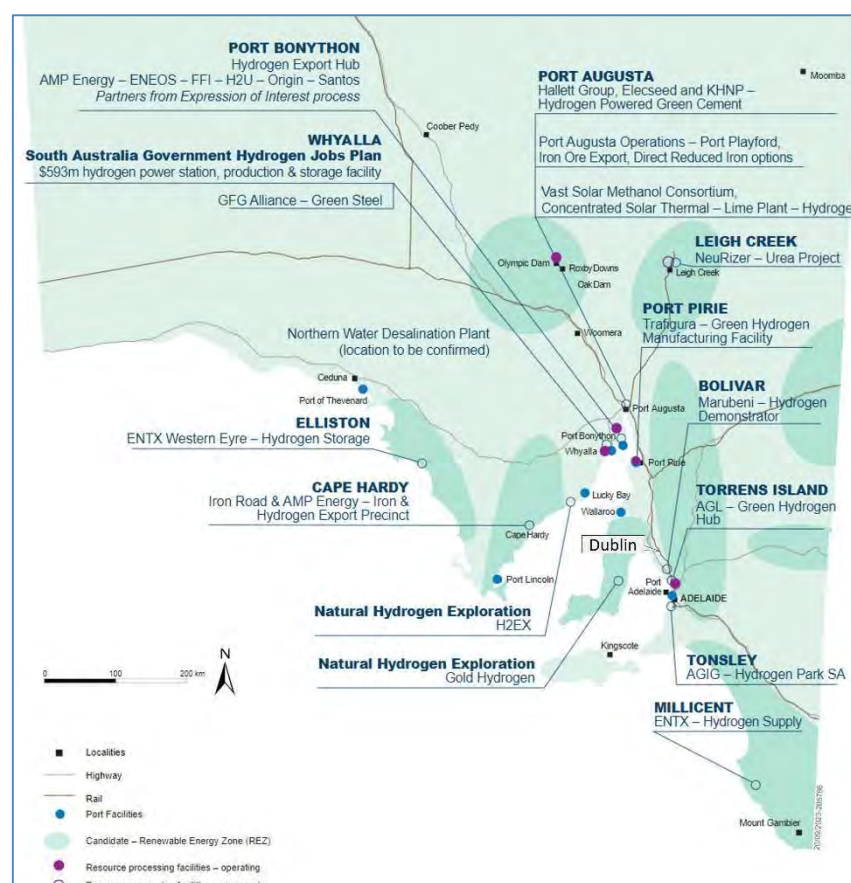 PORT BONYTHON
Hydrogen Export Hub
AMP Energy – ENEOS – FFI – H2U – Origin – Santos
Partners from Expression of Interest process
WHYALLA
South Australia Government Hydrogen Jobs Plan
$593m hydrogen power station, production & storage facility
GFG Alliance – Green Steel
PORT AUGUSTA
Hallett Group, Elecseed and KHNP –
Hydrogen Powered Green Cement
Port Augusta Operations – Port Playford,
Iron Ore Export, Direct Reduced Iron options
Vast Solar Methanol Consortium,
Concentrated Solar Thermal – Lime Plant – Hydroge
Moomba
Coober Pedy
LEIGH CREEK
NeuRizer – Urea Project
Olympic Dam
Roxby Downs
Oak Dam
Leigh Creek
PORT PIRIE
Trafigura – Green Hydrogen
Manufacturing Facility
Woomera
Northern Water Desalination Plant
(location to be confirmed)
Ceduna
Port of Thevenard
BOLIVAR
Marubeni – Hydrogen
Demonstrator
Port Augusta
ELLISTON
ENTX Western Eyre – Hydrogen Storage
Port Bonython
Whyalla
Port Pirie
CAPE HARDY
Iron Road & AMP Energy – Iron &
Hydrogen Export Precinct
TORRENS ISLAND
AGL – Green Hydrogen
Hub
Lucky Bay
Wallaroo
Cape Hardy
Dublin
Port Lincoln
Port
Adelaide
ADELAIDE
Natural Hydrogen Exploration
H2EX
Kingscote
Natural Hydrogen Exploration
Gold Hydrogen
TONSLEY
AGIG – Hydrogen Park SA
N
0 100 200 km
MILLICENT
ENTX – Hydrogen Supply
Mount Gambier
Localities
Highway
Rail
Port Facilities
Candidate – Renewable Energy Zone (REZ)
Resource processing facilities – operating